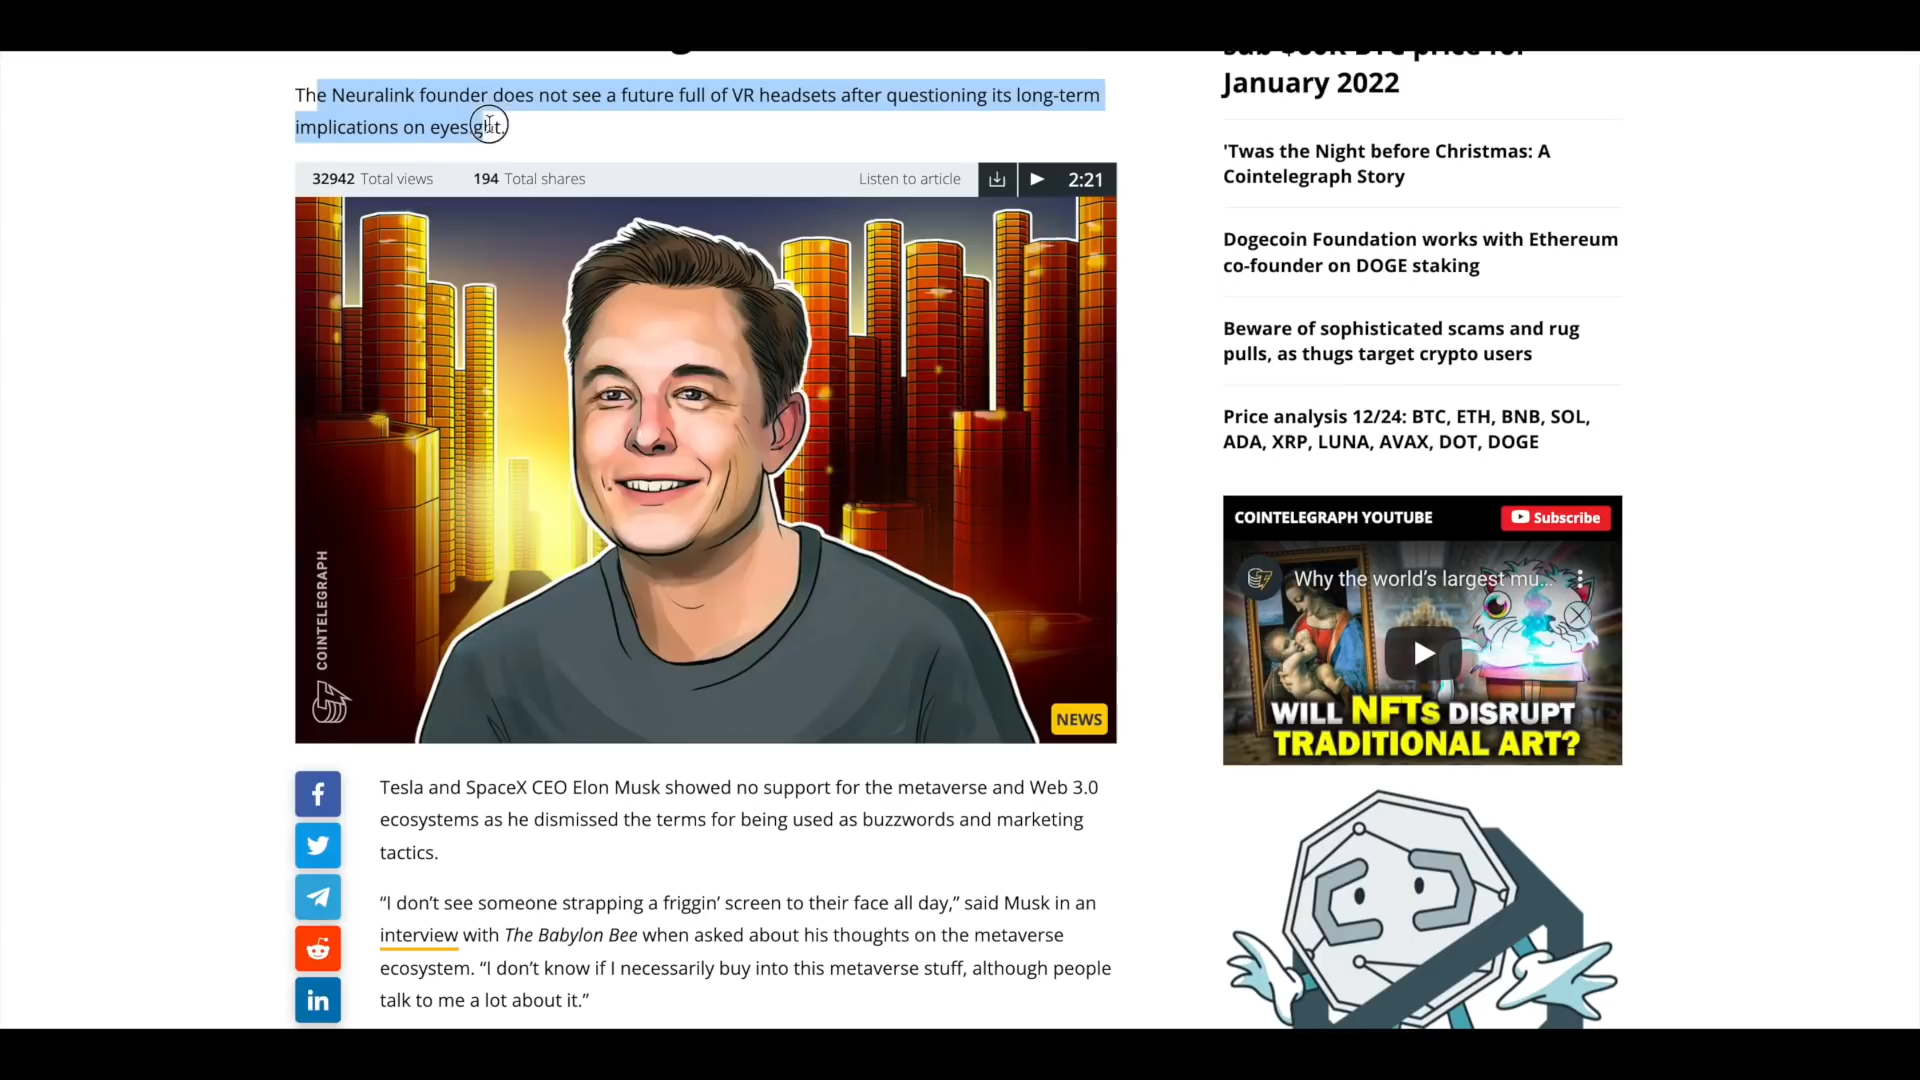 The Neuralink founder does not see a future full of VR headsets after questioning its long-term
implications on eyesight.
32942 Total views
194 Total shares
Listen to article
2:21
COINTELEGRAPH
NEWS
Tesla and SpaceX CEO Elon Musk showed no support for the metaverse and Web 3.0
ecosystems as he dismissed the terms for being used as buzzwords and marketing
tactics.
“I don’t see someone strapping a friggin’ screen to their face all day,” said Musk in an
interview with The Babylon Bee when asked about his thoughts on the metaverse
ecosystem. “I don’t know if I necessarily buy into this metaverse stuff, although people
talk to me a lot about it.”
sub $60K BTC price for
January 2022
'Twas the Night before Christmas: A
Cointelegraph Story
Dogecoin Foundation works with Ethereum
co-founder on DOGE staking
Beware of sophisticated scams and rug
pulls, as thugs target crypto users
Price analysis 12/24: BTC, ETH, BNB, SOL,
ADA, XRP, LUNA, AVAX, DOT, DOGE
COINTELEGRAPH YOUTUBE
Subscribe
Why the world’s largest mu...
WILL NFTs DISRUPT
TRADITIONAL ART?